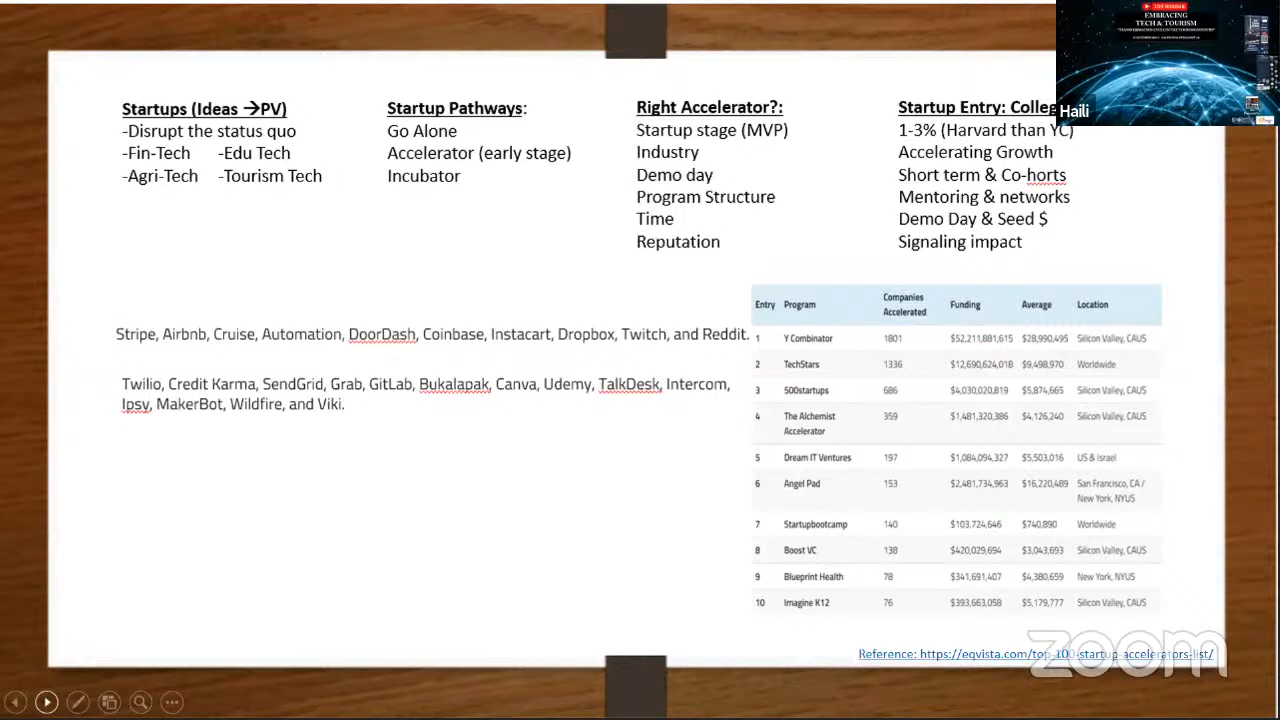 Startups (Ideas →PV)
-Disrupt the status quo
-Fin-Tech -Edu Tech
-Agri-Tech -Tourism Tech
Startup Pathways:
Go Alone
Accelerator (early stage)
Incubator
Right Accelerator?:
Startup stage (MVP)
Industry
Demo day
Program Structure
Time
Reputation
Startup Entry: Colle
1-3% (Harvard than YC)
Accelerating Growth
Short term & Co-horts
Mentoring & networks
Demo Day & Seed $
Signaling impact
LIVE WEBINAR
EMBRACING
TECH & TOURISM
Haili
Stripe, Airbnb, Cruise, Automation, DoorDash, Coinbase, Instacart, Dropbox, Twitch, and Reddit.
Twilio, Credit Karma, SendGrid, Grab, GitLab, Bukalapak, Canva, Udemy, TalkDesk, Intercom,
Ipsy, MakerBot, Wildfire, and Viki.
Entry Program Companies Accelerated Funding Average Location
1 Y Combinator 1801 $52,211,881,615 $28,990,495 Silicon Valley, CAUS
2 TechStars 1336 $12,690,624,018 $9,498,970 Worldwide
3 500startups 686 $4,030,020,819 $5,874,665 Silicon Valley, CAUS
4 The Alchemist Accelerator 359 $1,481,320,386 $4,126,240 Silicon Valley, CAUS
5 Dream IT Ventures 197 $1,084,094,327 $5,503,016 US & Israel
6 Angel Pad 153 $2,481,734,963 $16,220,489 San Francisco, CA / New York, NYUS
7 Startupbootcamp 140 $103,724,646 $740,890 Worldwide
8 Boost VC 138 $420,029,694 $3,043,693 Silicon Valley, CAUS
9 Blueprint Health 78 $341,691,407 $4,380,659 New York, NYUS
10 Imagine K12 76 $393,663,058 $5,179,777 Silicon Valley, CAUS
Reference: https://eqvista.com/top-100-startup-accelerators-list/
zoom